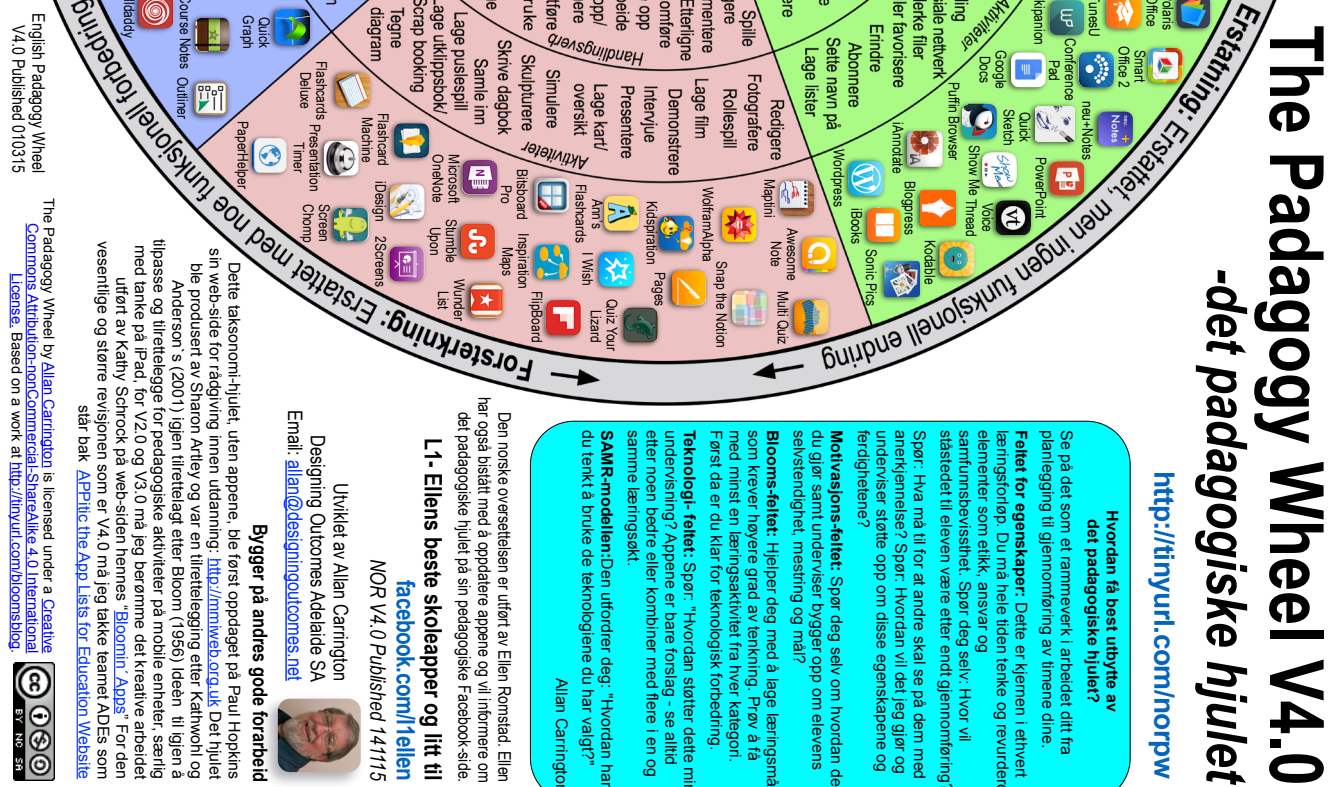 The Padagogy Wheel V4.0
-det padagogiske hjulet
http://tinyurl.com/norpw
Hvordan få best utbytte av
det padagogiske hjulet?
Se på det som et rammeverk i arbeidet ditt fra
planlegging til gjennomføring av timene dine.
Feltet for egenskaper: Dette er kjernen i ethvert
læringsforløp. Du må hele tiden tenke og revurdere
elementer som etikk, ansvar og
samfunnsbevissthet. Spør deg selv: Hvor vil
ståstedet til eleven være etter endt gjennomføring?
Spør: Hva må til for at andre skal se på dem med
anerkjennelse? Spør: Hvordan vil det jeg gjør og
underviser støtte opp om disse egenskapene og
ferdighetene?
Motivasjons-feltet: Spør deg selv om hvordan de
du gjør samt underviser bygger opp om elevens
selvstendighet, mestring og mål?
Blooms-feltet: Hjelper deg med å lage læringsmå
som krever høyere grad av tenkning. Prøv å få
med minst en læringsaktivitet fra hver kategori.
Først da er du klar for teknologisk forbedring.
Teknologi- feltet: Spør: "Hvordan støtter dette mi
undervisning? Appene er bare forslag - se alltid
etter noen bedre eller kombiner med flere i en og
samme læringsøkt.
SAMR-modellen:Den utfordrer deg: "Hvordan har
du tenkt å bruke de teknologiene du har valgt?"
Allan Carringto
Den norske oversettelsen er utført av Ellen Romstad. Ellen
har også bistått med å oppdatere appene og vil informere om
det padagogiske hjulet på sin pedagogiske Facebook-side.
L1- Ellens beste skoleapper og litt til
facebook.com/1ellen
NOR V4.0 Published 141115
Utviklet av Allan Carrington
Designing Outcomes Adelaide SA
Email: allan@designingoutcomes.net
Bygger på andres gode forarbeid
Dette taksonomi-hjulet, uten appene, ble først oppdaget på Paul Hopkins
sin web-side for rådgiving innen utdanning: http://mmiweb.org.uk Det hjulet
ble produsert av Sharon Artley og var en tilrettelegging etter Kathwohl og
Anderson`s (2001) igjen tilrettelagt etter Bloom (1956) ideèn til igjen å
tilpasse og tilrettelegge for pedagogiske aktiviteter på mobile enheter, særlig
med tanke på iPad, for V2.0 og V3.0 må jeg berømme det kreative arbeidet
utført av Kathy Schrock på web-siden hennes "Bloomin´ Apps" For den
vesentlige og større revisjonen som er V4.0 må jeg takke teamet ADEs som
står bak APPitic the App Lists for Education Website
The Padagogy Wheel by Allan Carrington is licensed under a Creative
Commons Attribution-nonCommercial-ShareAlike 4.0 International
License. Based on a work at http://tinyurl.com/bloomsblog.
CC BY NC SA
English Padagogy Wheel
V4.0 Published 010315
Erstatning: Erstattet, men ingen funksjonell endring
Forsterkning: Erstattet med noe funksjonell forbedring
Aktiviteter
ller favorisere
Erindre
Abonnere
Sette navn på
Lage lister
Polaris
Office
Smart
Office 2
iTunesU
Wikipanion
Conference
Pad
Google
Docs
neu+Notes
Quick
Sketch
Puffin Browser
iAnnotate
Wordpress
PowerPoint
Show Me
Voice
Thread
Blogpress
iBooks
Kodable
Sonic Pics
Spille
Handlingsverb
Etterligne
Redigere
Fotografere
Rollespill
Lage film
Demonstrere
Intervjue
Presentere
Lage kart/
oversikt
Simulere
Skulpturere
Skrive dagbok
Samle inn
Lage puslespill
Lage utklippsbok/
Scrap booking
Tegne
diagram
Aktiviteter
Maptini
Awesome
Note
Multi Quiz
WolframAlpha
Snap the Notion
Kidspiration
Pages
Ann's
Flashcards
I Wish
Quiz Your
Lizard
Bitsboard
Pro
Inspiration
Maps
FlipBoard
Microsoft
OneNote
Stumble
Upon
Wunder
List
Flashcard
Machine
iDesign
2Screens
Flashcards
Deluxe
Presentation
Timer
Screen
Chomp
PaperHelper
Quick
Graph
Course Notes
Outliner